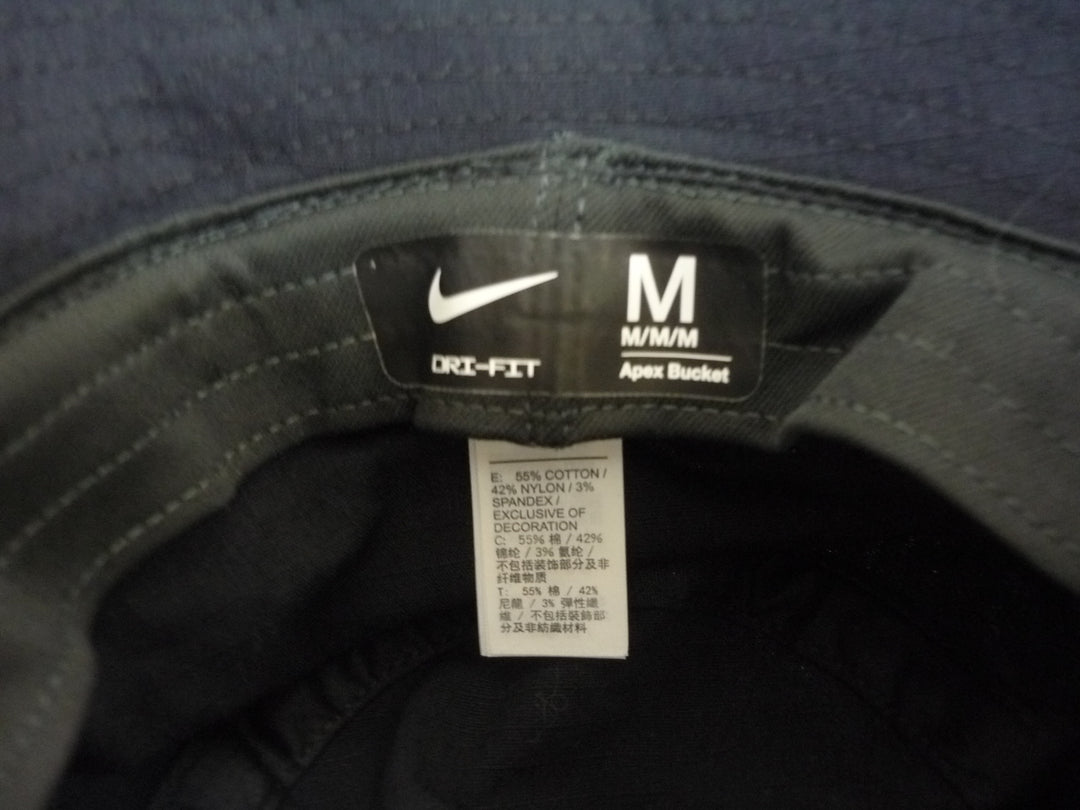 M
M/M/M
DRI-FIT
Apex Bucket
E: 55% COTTON /
42% NYLON / 3%
SPANDEX /
EXCLUSIVE OF
DECORATION
C: 55% 棉 / 42%
锦纶 / 3% 氨纶 /
不包括装饰部分及非
纤维物质
T: 55% 棉 / 42%
尼龍 / 3% 彈性纖
維 / 不包括裝飾部
分及非紡織材料